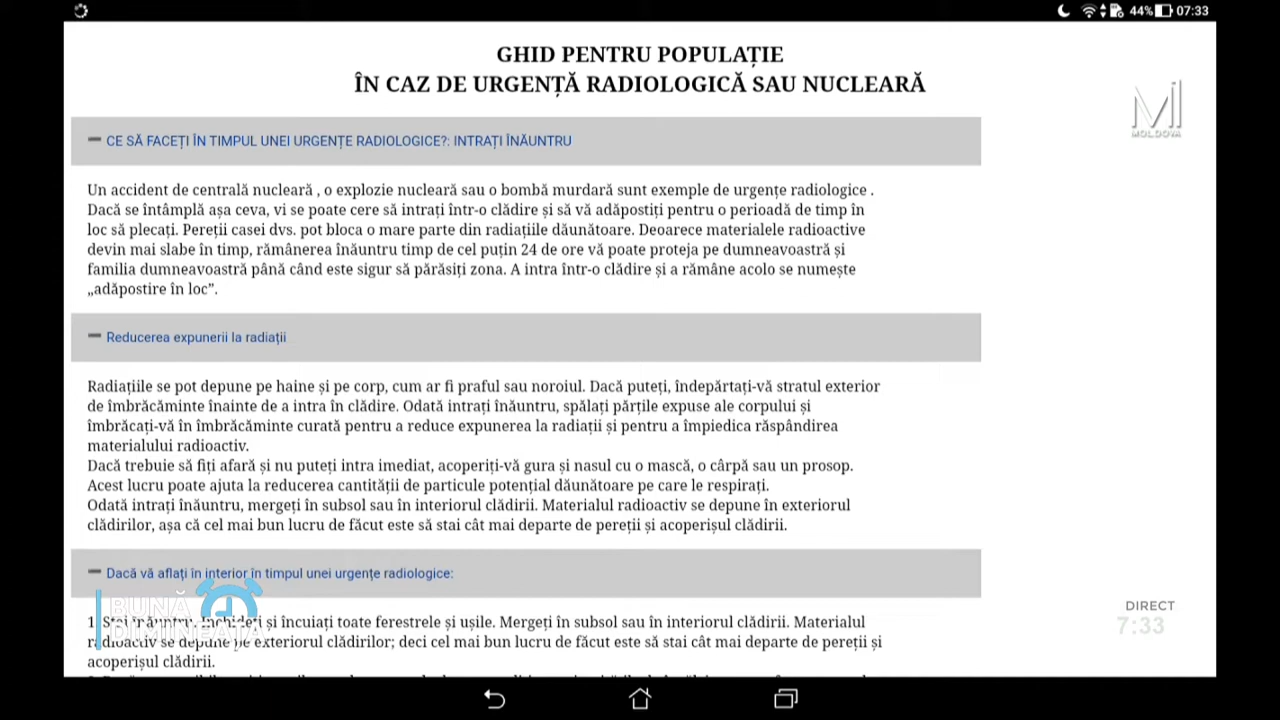 44% 07:33
GHID PENTRU POPULAȚIE
ÎN CAZ DE URGENȚĂ RADIOLOGICĂ SAU NUCLEARĂ
MOLDOVA
CE SĂ FACEȚI ÎN TIMPUL UNEI URGENȚE RADIOLOGICE?: INTRAȚI ÎNĂUNTRU
Un accident de centrală nucleară , o explozie nucleară sau o bombă murdară sunt exemple de urgențe radiologice .
Dacă se întâmplă așa ceva, vi se poate cere să intrați într-o clădire și să vă adăpostiți pentru o perioadă de timp în
loc să plecați. Pereții casei dvs. pot bloca o mare parte din radiațiile dăunătoare. Deoarece materialele radioactive
devin mai slabe în timp, rămânerea înăuntru timp de cel puțin 24 de ore vă poate proteja pe dumneavoastră și
familia dumneavoastră până când este sigur să părăsiți zona. A intra într-o clădire și a rămâne acolo se numește
„adăpostire în loc”.
Reducerea expunerii la radiații
Radiațiile se pot depune pe haine și pe corp, cum ar fi praful sau noroiul. Dacă puteți, îndepărtați-vă stratul exterior
de îmbrăcăminte înainte de a intra în clădire. Odată intrați înăuntru, spălați părțile expuse ale corpului și
îmbrăcați-vă în îmbrăcăminte curată pentru a reduce expunerea la radiații și pentru a împiedica răspândirea
materialului radioactiv.
Dacă trebuie să fiți afară și nu puteți intra imediat, acoperiți-vă gura și nasul cu o mască, o cârpă sau un prosop.
Acest lucru poate ajuta la reducerea cantității de particule potențial dăunătoare pe care le respirați.
Odată intrați înăuntru, mergeți în subsol sau în interiorul clădirii. Materialul radioactiv se depune în exteriorul
clădirilor, așa că cel mai bun lucru de făcut este să stai cât mai departe de pereții și acoperișul clădirii.
Dacă vă aflați în interior în timpul unei urgențe radiologice:
1. Stai înăuntru. Închideți și încuiați toate ferestrele și ușile. Mergeți în subsol sau în interiorul clădirii. Materialul
radioactiv se depune pe exteriorul clădirilor; deci cel mai bun lucru de făcut este să stai cât mai departe de pereții și
acoperișul clădirii.
BUNĂ
DIMINEAȚA
DIRECT
7:33